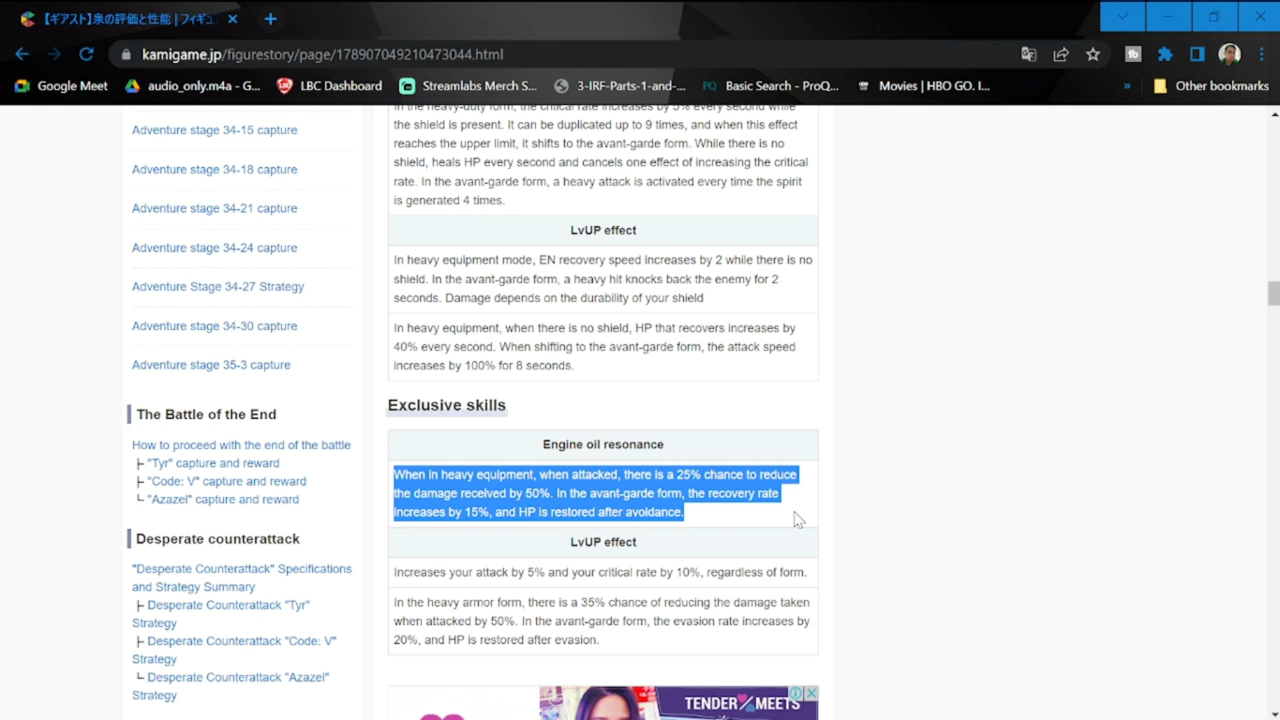 【ギアスト】泉の評価と性能 | フィギュ
kamigame.jp/figurestory/page/178907049210473044.html
Google Meet
audio_only.m4a - G...
LBC Dashboard
Streamlabs Merch S...
3-IRF-Parts-1-and-...
PQ Basic Search - ProQ...
Movies | HBO GO. I...
»
Other bookmarks
Adventure stage 34-15 capture
Adventure stage 34-18 capture
Adventure stage 34-21 capture
Adventure stage 34-24 capture
Adventure Stage 34-27 Strategy
Adventure stage 34-30 capture
Adventure stage 35-3 capture
The Battle of the End
How to proceed with the end of the battle
├ "Tyr" capture and reward
├ "Code: V" capture and reward
└ "Azazel" capture and reward
Desperate counterattack
"Desperate Counterattack" Specifications
and Strategy Summary
├ Desperate Counterattack "Tyr"
Strategy
├ Desperate Counterattack "Code: V"
Strategy
└ Desperate Counterattack "Azazel"
Strategy
In the heavy-duty form, the critical rate increases by 5% every second while
the shield is present. It can be duplicated up to 9 times, and when this effect
reaches the upper limit, it shifts to the avant-garde form. While there is no
shield, heals HP every second and cancels one effect of increasing the critical
rate. In the avant-garde form, a heavy attack is activated every time the spirit
is generated 4 times.
LvUP effect
In heavy equipment mode, EN recovery speed increases by 2 while there is no
shield. In the avant-garde form, a heavy hit knocks back the enemy for 2
seconds. Damage depends on the durability of your shield
In heavy equipment, when there is no shield, HP that recovers increases by
40% every second. When shifting to the avant-garde form, the attack speed
increases by 100% for 8 seconds.
Exclusive skills
Engine oil resonance
When in heavy equipment, when attacked, there is a 25% chance to reduce
the damage received by 50%. In the avant-garde form, the recovery rate
increases by 15%, and HP is restored after avoidance.
LvUP effect
Increases your attack by 5% and your critical rate by 10%, regardless of form.
In the heavy armor form, there is a 35% chance of reducing the damage taken
when attacked by 50%. In the avant-garde form, the evasion rate increases by
20%, and HP is restored after evasion.
TENDER MEETS